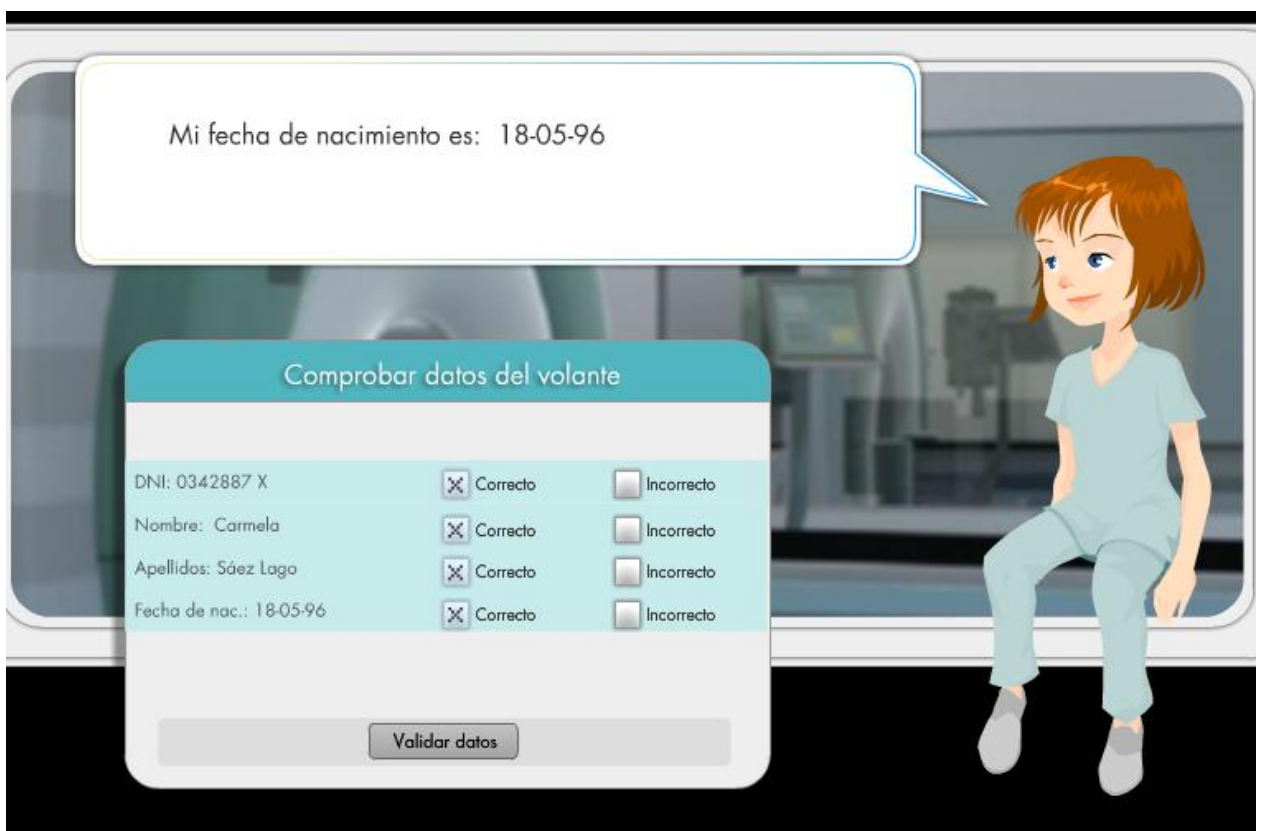 Mi fecha de nacimiento es: 18-05-96
Comprobar datos del volante
DNI: 0342887 X Correcto Incorrecto
Nombre: Carmela Correcto Incorrecto
Apellidos: Sáez Lago Correcto Incorrecto
Fecha de nac.: 18-05-96 Correcto Incorrecto
Validar datos